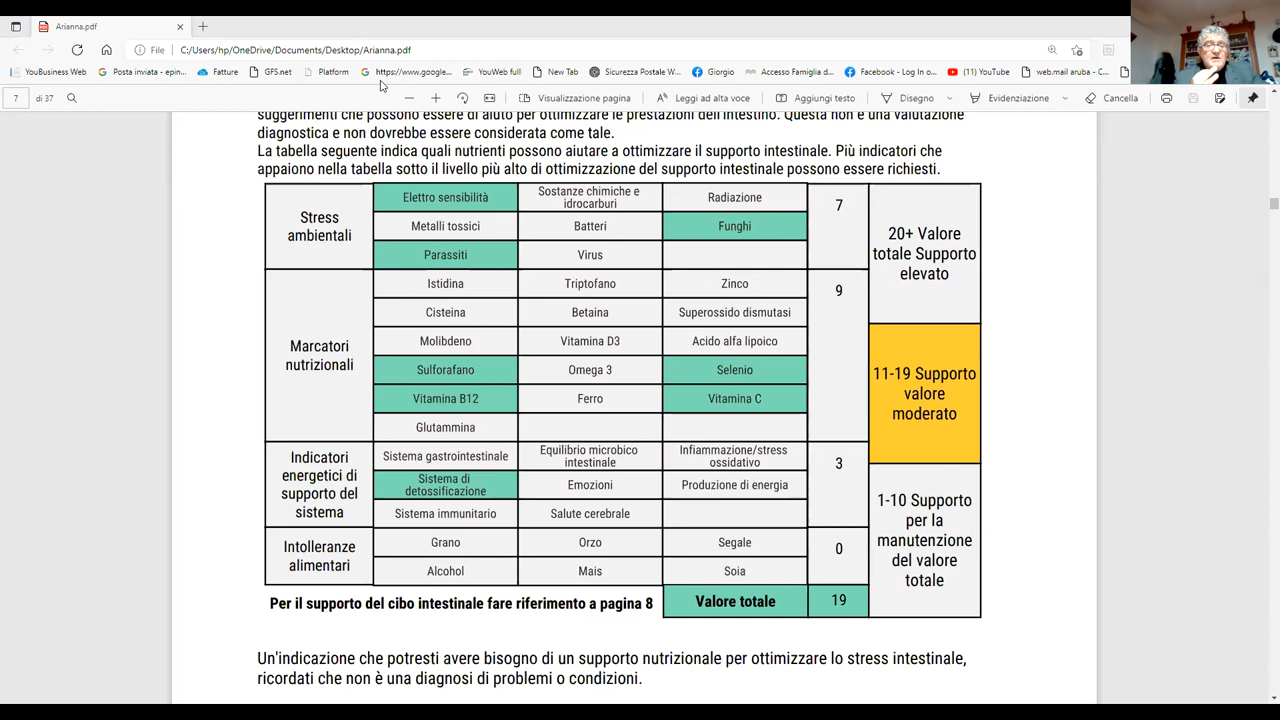 Arianna.pdf
File C:/Users/hp/OneDrive/Documents/Desktop/Arianna.pdf
YouBusiness Web Posta inviata - epin... Fatture GFS.net Platform https://www.google... YouWeb full New Tab Sicurezza Postale W... Giorgio Accesso Famiglia d... Facebook - Log In o... (11) YouTube web.mail aruba - C...
7 di 37 Visualizzazione pagina Leggi ad alta voce Aggiungi testo Disegno Evidenziazione Cancella
suggerimenti che possono essere di aiuto per ottimizzare le prestazioni dell'intestino. Questa non è una valutazione
diagnostica e non dovrebbe essere considerata come tale.
La tabella seguente indica quali nutrienti possono aiutare a ottimizzare il supporto intestinale. Più indicatori che
appaiono nella tabella sotto il livello più alto di ottimizzazione del supporto intestinale possono essere richiesti.
Stress
ambientali
Elettro sensibilità
Sostanze chimiche e
idrocarburi
Radiazione
Metalli tossici
Batteri
Funghi
Parassiti
Virus
7
Marcatori
nutrizionali
Istidina
Triptofano
Zinco
Cisteina
Betaina
Superossido dismutasi
Molibdeno
Vitamina D3
Acido alfa lipoico
Sulforafano
Omega 3
Selenio
Vitamina B12
Ferro
Vitamina C
Glutammina
9
Indicatori
energetici di
supporto del
sistema
Sistema gastrointestinale
Equilibrio microbico
intestinale
Infiammazione/stress
ossidativo
Sistema di
detossificazione
Emozioni
Produzione di energia
Sistema immunitario
Salute cerebrale
3
Intolleranze
alimentari
Grano
Orzo
Segale
Alcohol
Mais
Soia
0
20+ Valore
totale Supporto
elevato
11-19 Supporto
valore
moderato
1-10 Supporto
per la
manutenzione
del valore
totale
Per il supporto del cibo intestinale fare riferimento a pagina 8
Valore totale
19
Un'indicazione che potresti avere bisogno di un supporto nutrizionale per ottimizzare lo stress intestinale,
ricordati che non è una diagnosi di problemi o condizioni.